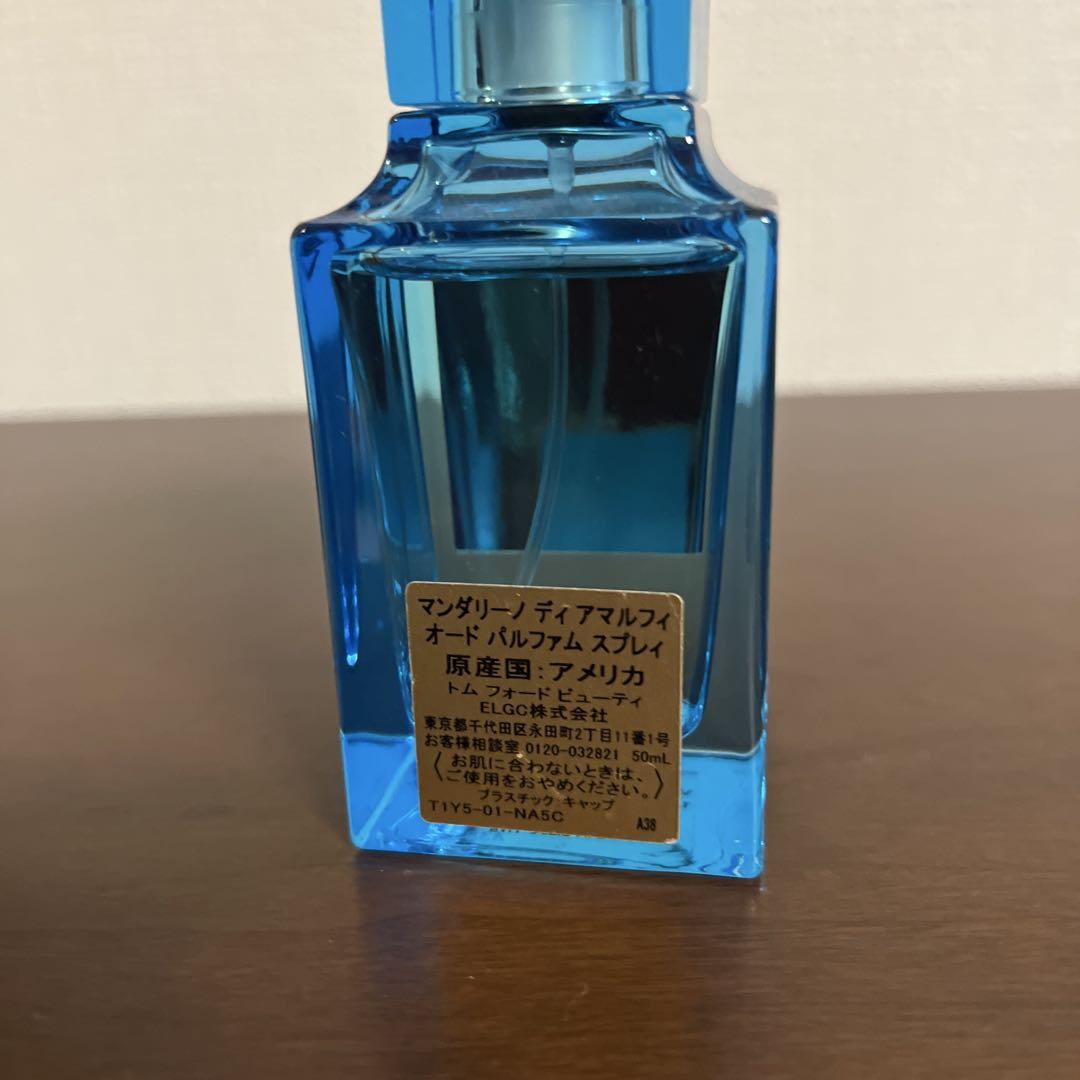 マンダリーノ ディ アマルフィ
オード パルファム スプレィ
原産国：アメリカ
トム フォード ビューティ
ELGC株式会社
東京都千代田区永田町2丁目11番1号
お客様相談室 0120-032821 50mL
〈お肌に合わないときは、
ご使用をおやめください。〉
プラスチック：キャップ
T1Y5-01-NA5C A38